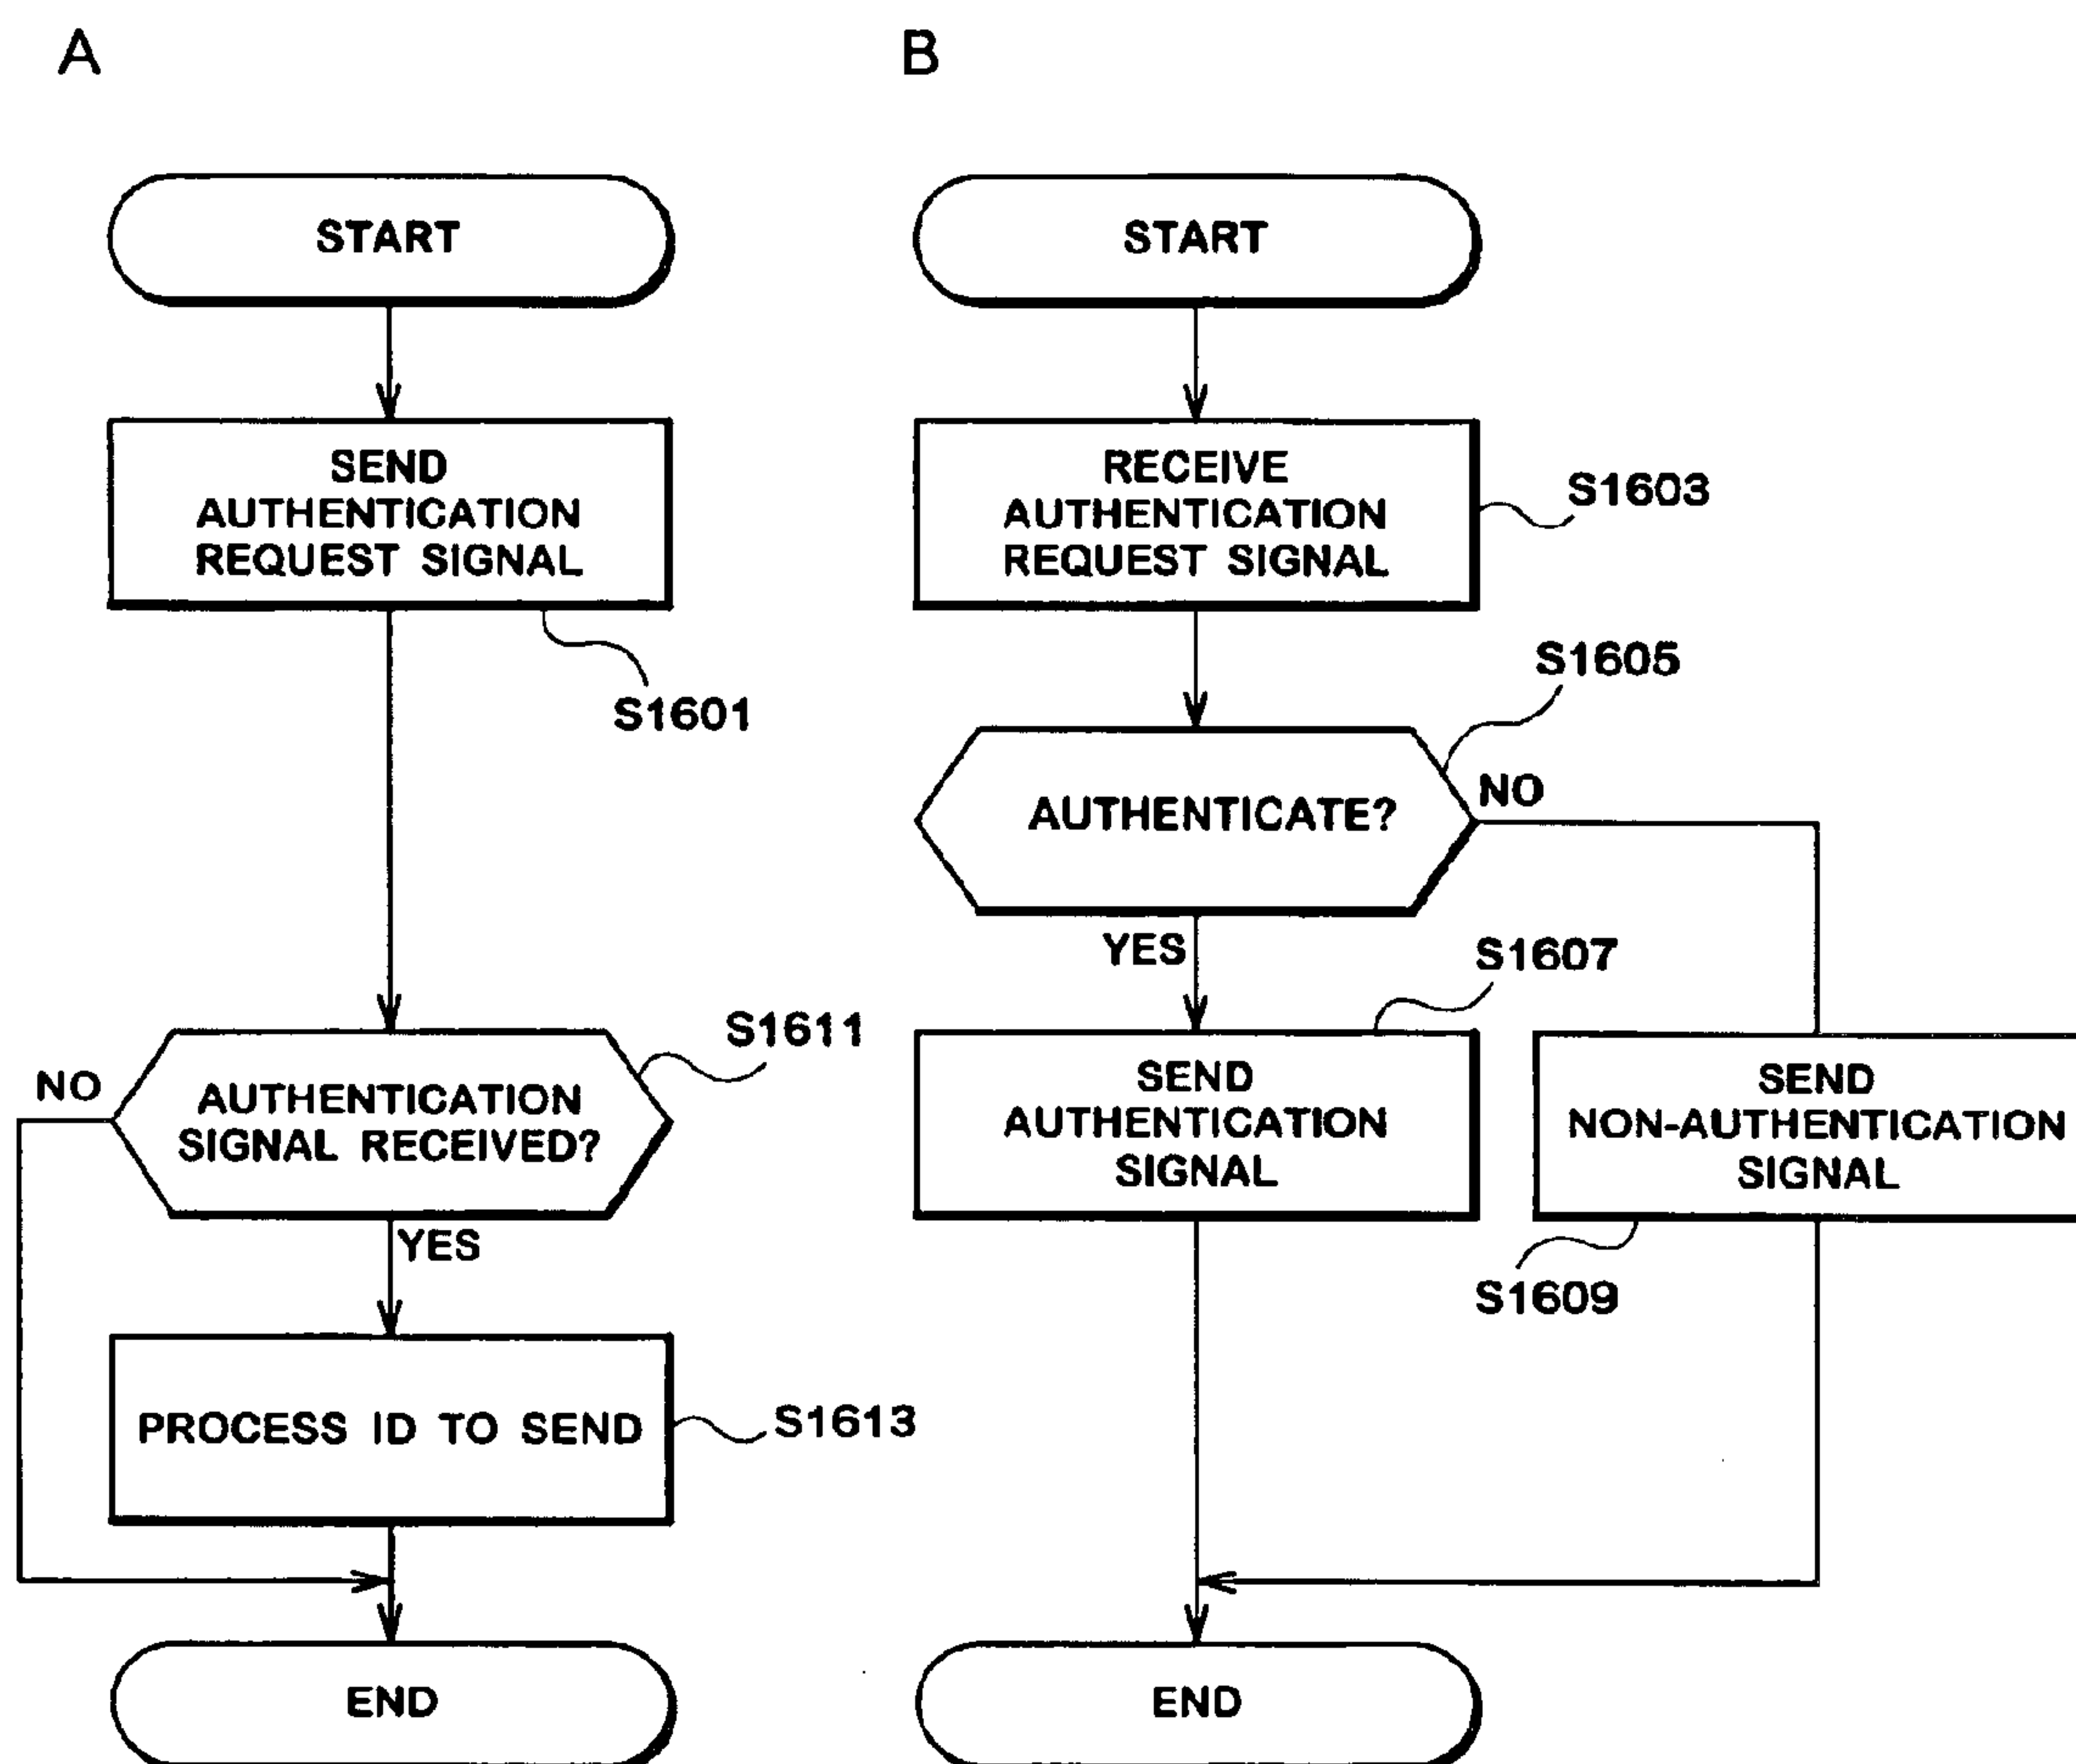 A
START
SEND
AUTHENTICATION
REQUEST SIGNAL
S1601
S1611
NO
AUTHENTICATION
SIGNAL RECEIVED?
YES
PROCESS ID TO SEND
S1613
END
B
START
RECEIVE
AUTHENTICATION
REQUEST SIGNAL
S1603
S1605
AUTHENTICATE?
NO
YES
S1607
SEND
AUTHENTICATION
SIGNAL
SEND
NON-AUTHENTICATION
SIGNAL
S1609
END